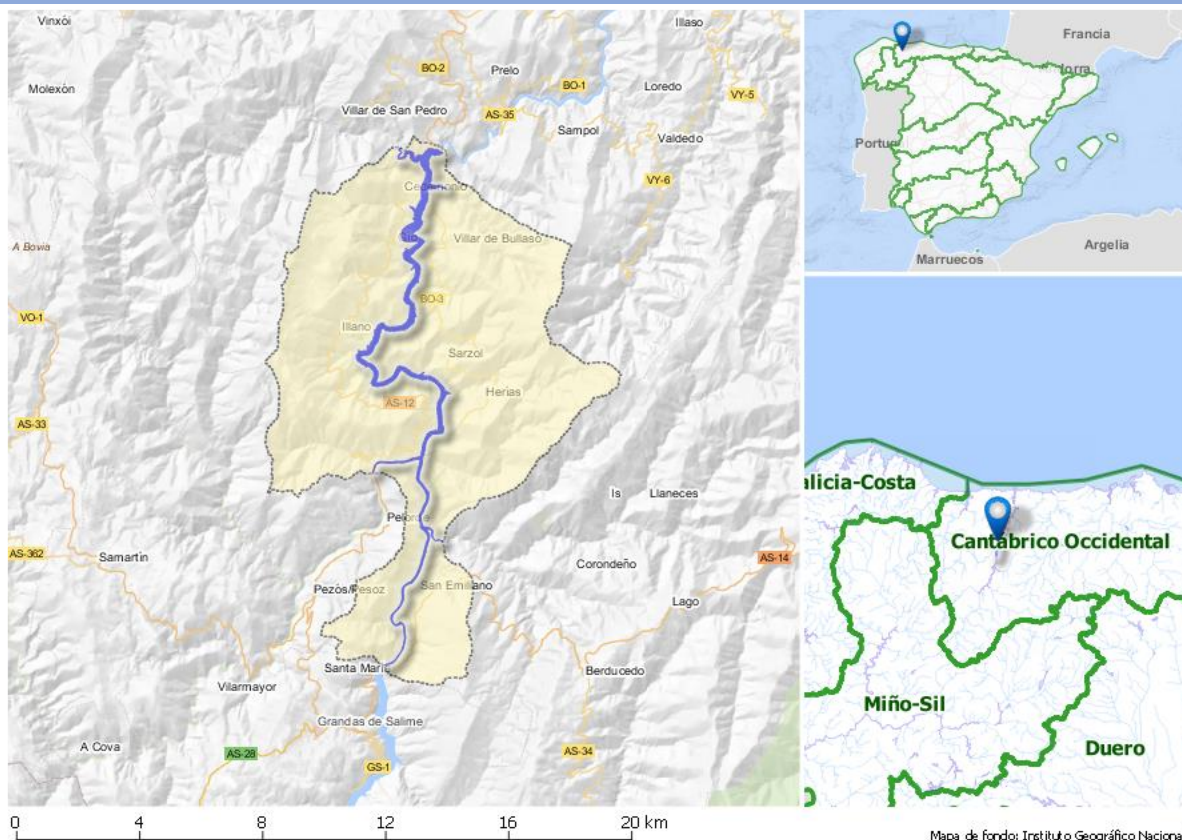 Vinxói
Illaso
BO-2
Prelo
BO-1
Molexón
Loredo
VY-5
Villar de San Pedro
AS-35
Sampol
Valdedo
VY-6
A Bovia
Villar de Bullaso
BO-3
VO-1
Illano
Sarzol
Herias
AS-12
AS-33
Is
Llaneces
AS-362
Samartin
AS-14
Corondeño
Pezós/Pesoz
San Emiliano
Lago
Santa María
Berducedo
Vilarmayor
Grandas de Salime
A Cova
AS-28
GS-1
AS-34
0 4 8 12 16 20 km
Francia
Argelia
Marruecos
alicia-Costa
Cantábrico Occidental
Miño-Sil
Duero
Mapa de fondo: Instituto Geográfico Naciona